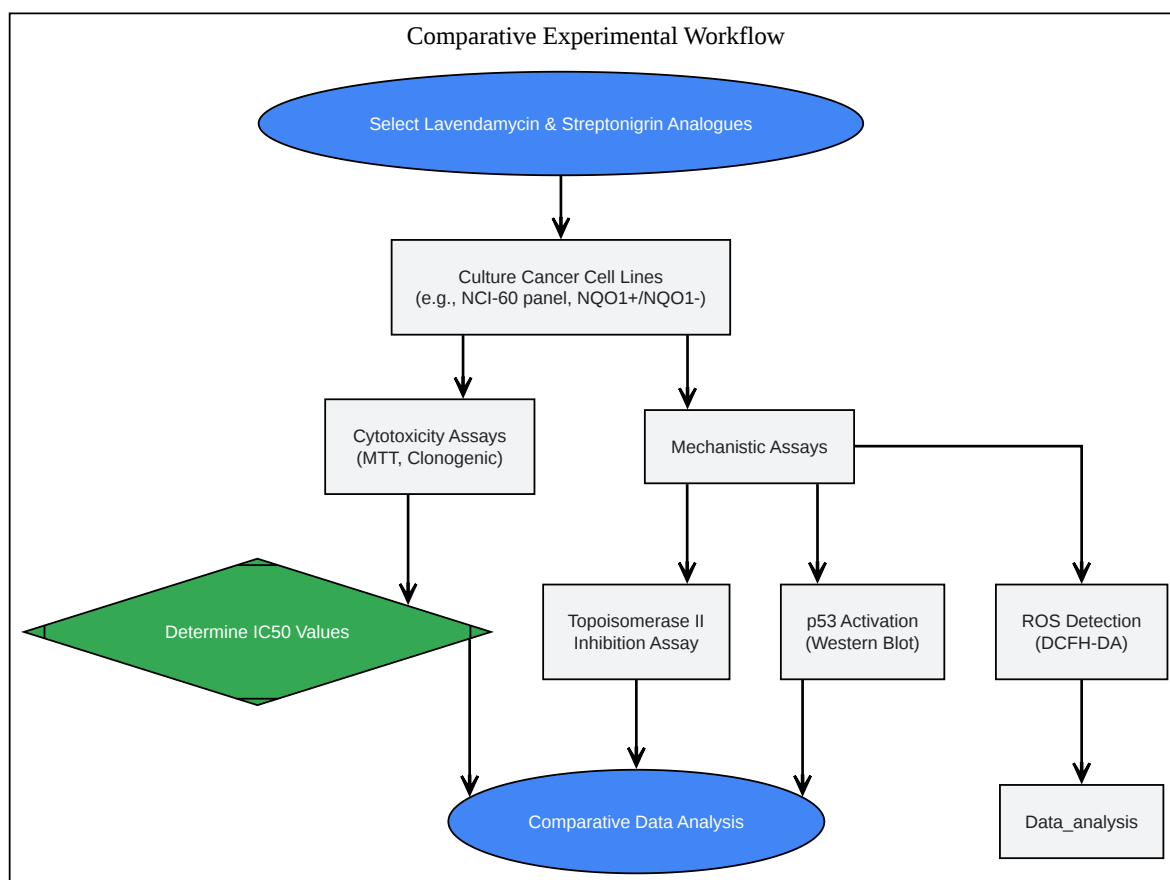 Comparative Experimental Workflow
Select Lavendamycin & Streptonigrin Analogues
Culture Cancer Cell Lines
(e.g., NCI-60 panel, NQO1+/NQO1-)
Cytotoxicity Assays
(MTT, Clonogenic)
Mechanistic Assays
Determine IC50 Values
Topoisomerase II
Inhibition Assay
p53 Activation
(Western Blot)
ROS Detection
(DCFH-DA)
Comparative Data Analysis
Data_analysis